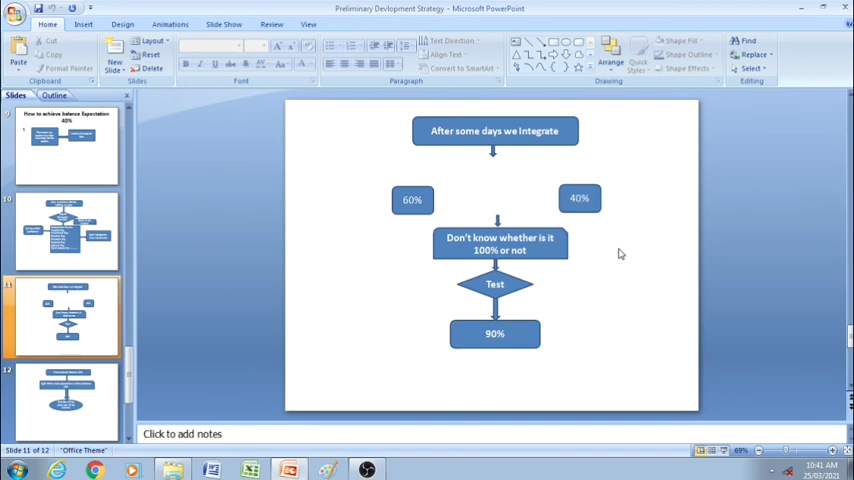 Preliminary Devlopment Strategy - Microsoft PowerPoint
Home
Insert
Design
Animations
Slide Show
Review
View
Paste
Cut
Copy
Format Painter
Clipboard
New
Slide
Layout
Reset
Delete
Slides
Font
Text Direction
Align Text
Convert to SmartArt
Paragraph
Arrange
Quick
Styles
Shape Fill
Shape Outline
Shape Effects
Drawing
Find
Replace
Select
Editing
Slides
Outline
9
How to achieve balance Expectation
40%
10
11
12
After some days we Integrate
60%
40%
Don't know whether is it
100% or not
Test
90%
Click to add notes
Slide 11 of 12
"Office Theme"
69%
10:41 AM
25/03/2021